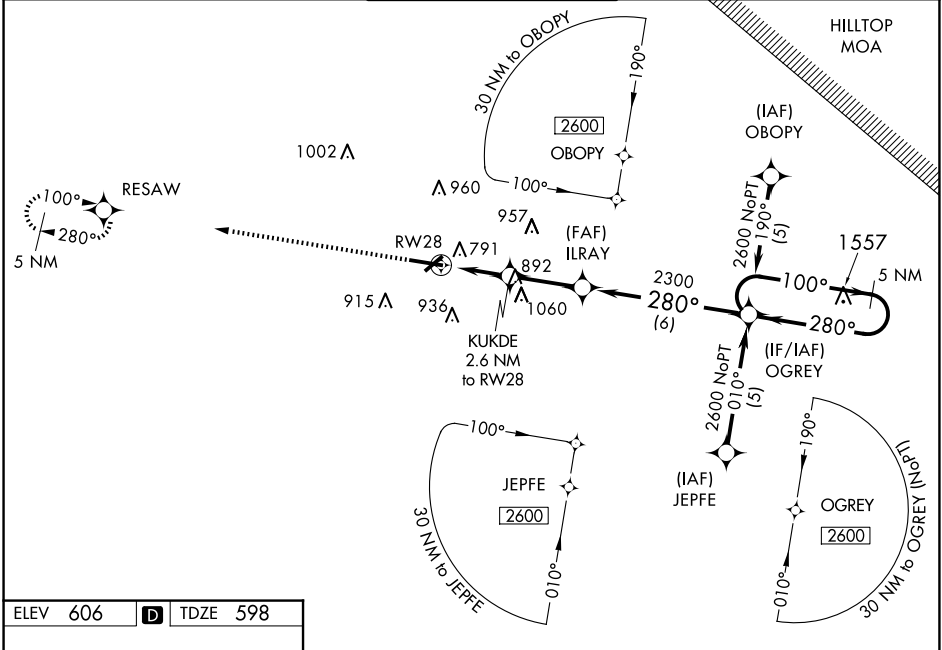 HILLTOP
MOA
30 NM to OBOPY
190°
2600
OBOPY
100°
(IAF)
OBOPY
1002
RESAW
100°
280°
5 NM
960
957
(FAF)
ILRAY
RW28
791
892
1060
915
936
KUKDE
2.6 NM
to RW28
2300
280°
(6)
2600 NoPT
190°
(5)
1557
100°
5 NM
280°
(IF/IAF)
OGREY
2600 NoPT
010°
(5)
(IAF)
JEPFE
100°
JEPFE
2600
010°
30 NM to JEPFE
190°
OGREY
2600
010°
30 NM to OGREY (NoPT)
ELEV 606 D TDZE 598